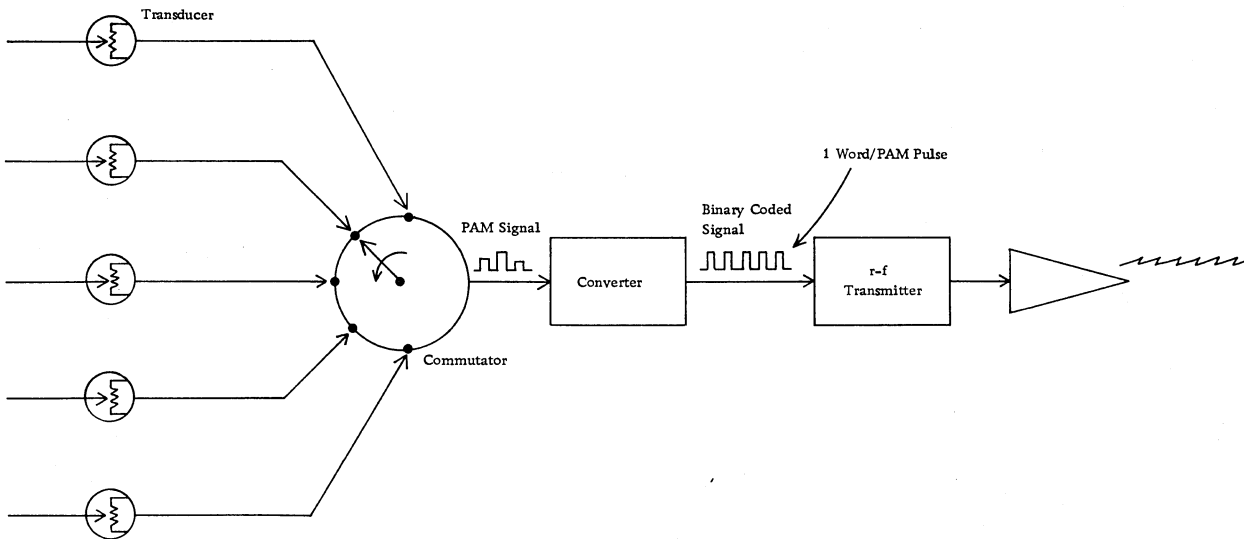 Transducer
1 Word/PAM Pulse
Binary Coded
Signal
PAM Signal
Converter
r-f
Transmitter
Commutator